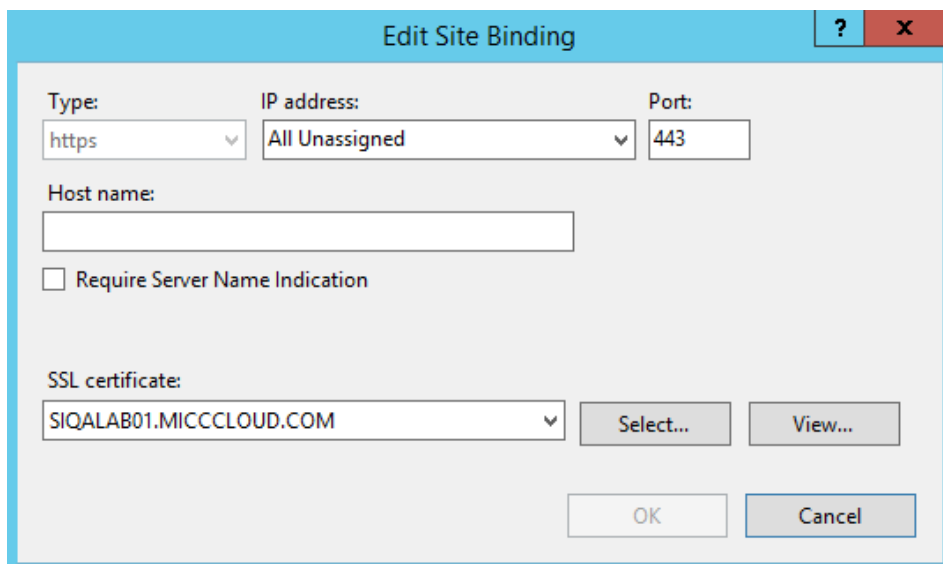 Edit Site Binding
? x
Type: IP address: Port:
https All Unassigned 443
Host name:
Require Server Name Indication
SSL certificate:
SIQALAB01.MICCCLOUD.COM Select... View...
OK Cancel